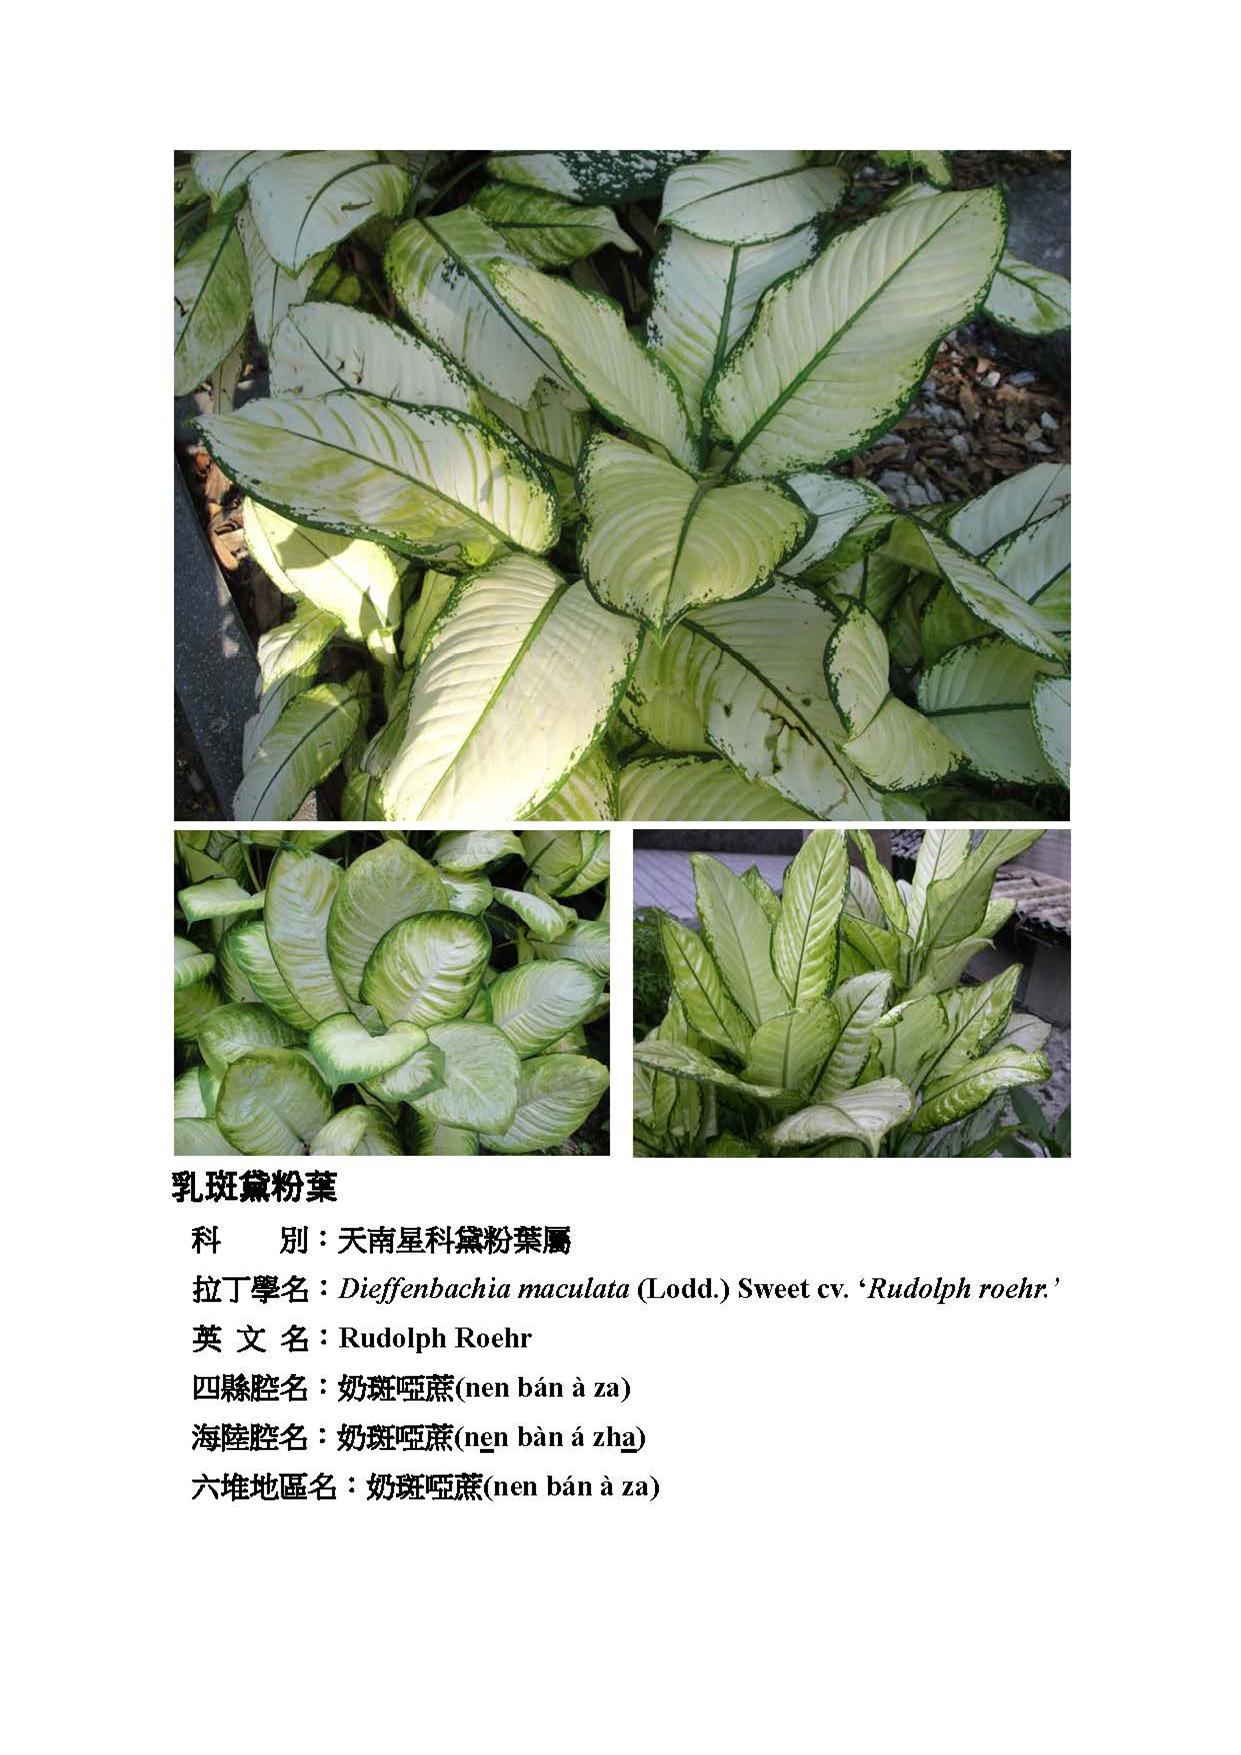 乳斑黛粉葉
科　　別：天南星科黛粉葉屬
拉丁學名：Dieffenbachia maculata (Lodd.) Sweet cv. ‘Rudolph roehr.’
英 文 名：Rudolph Roehr
四縣腔名：奶斑啞蔗(nen bán à za)
海陸腔名：奶斑啞蔗(nen bàn á zha)
六堆地區名：奶斑啞蔗(nen bán à za)